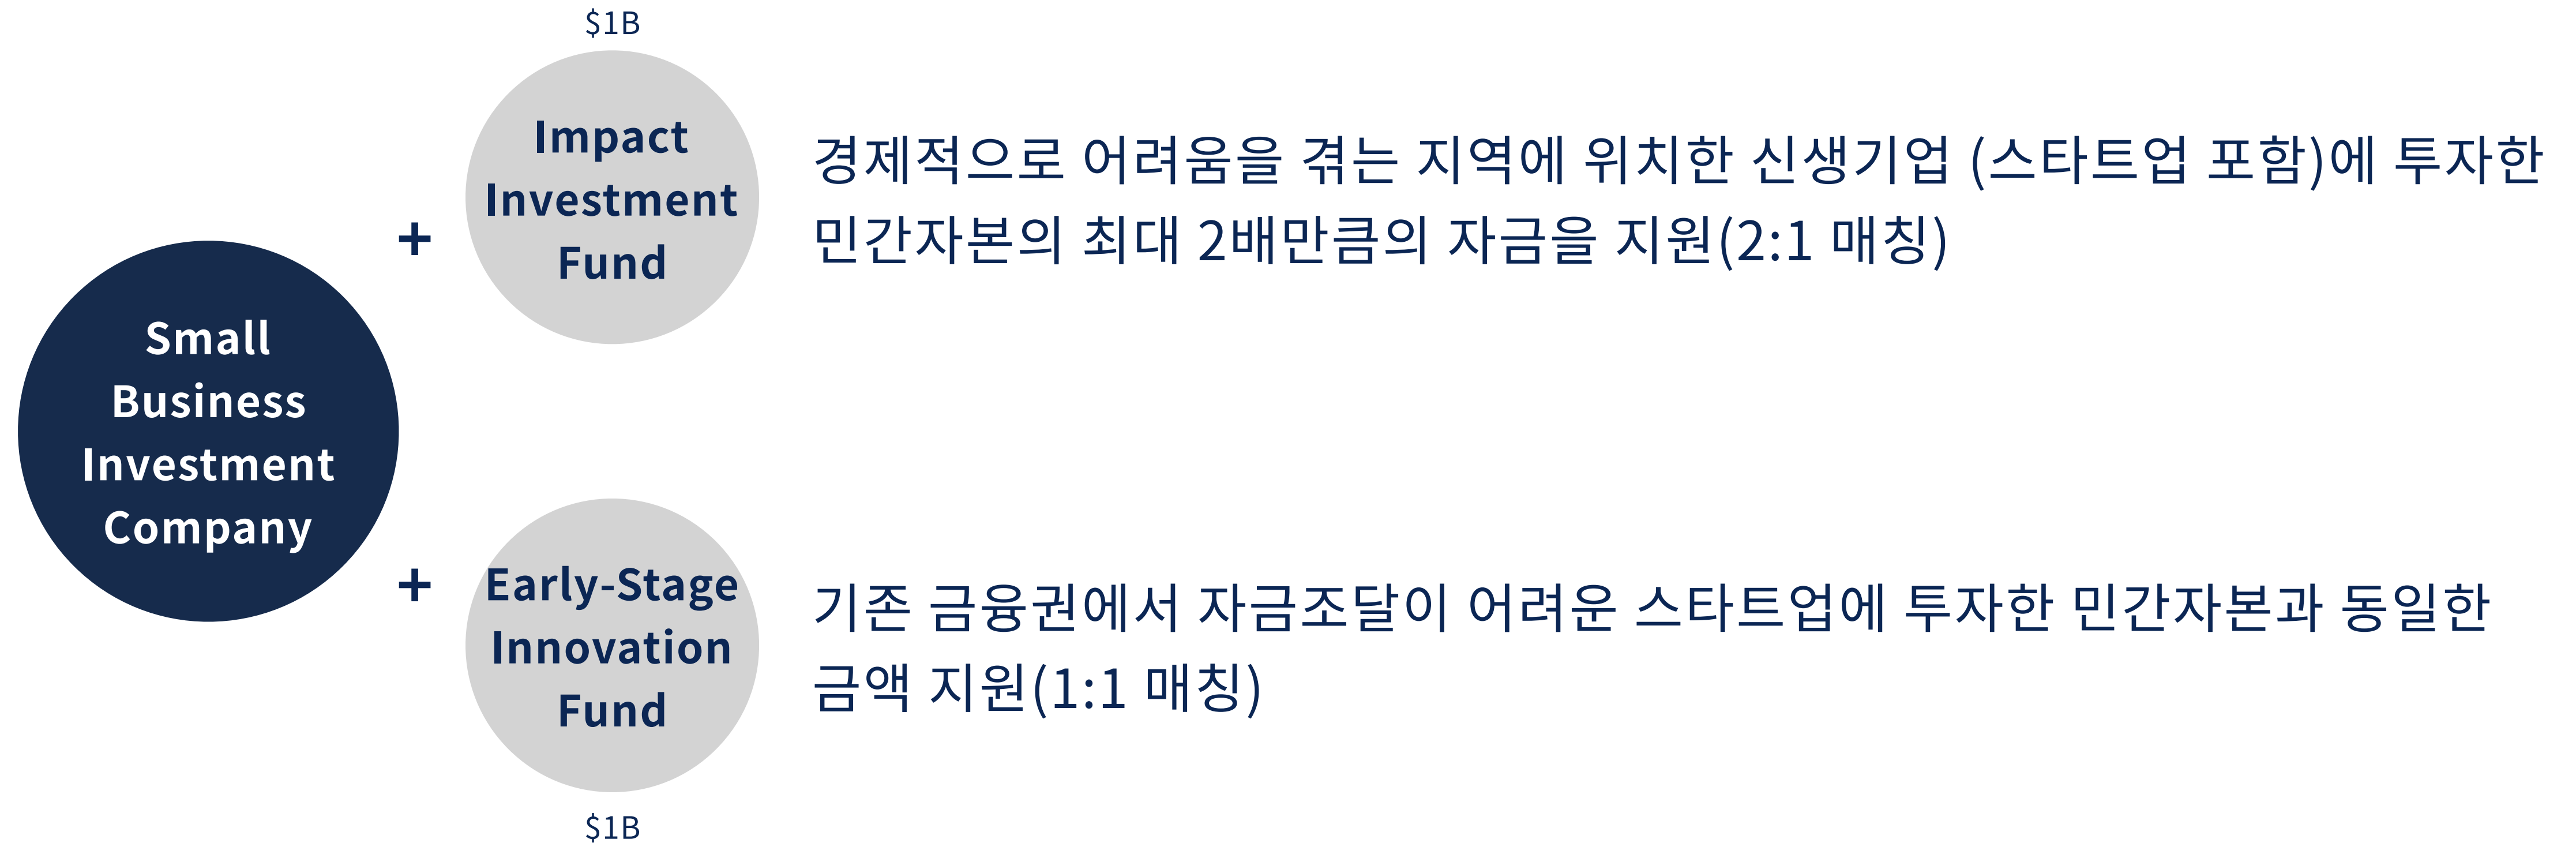 $1B
Impact
Investment
Fund
경제적으로 어려움을 겪는 지역에 위치한 신생기업 (스타트업 포함)에 투자한
민간자본의 최대 2배만큼의 자금을 지원(2:1 매칭)
+
Small
Business
Investment
Company
+
Early-Stage
Innovation
Fund
기존 금융권에서 자금조달이 어려운 스타트업에 투자한 민간자본과 동일한
금액 지원(1:1 매칭)
$1B